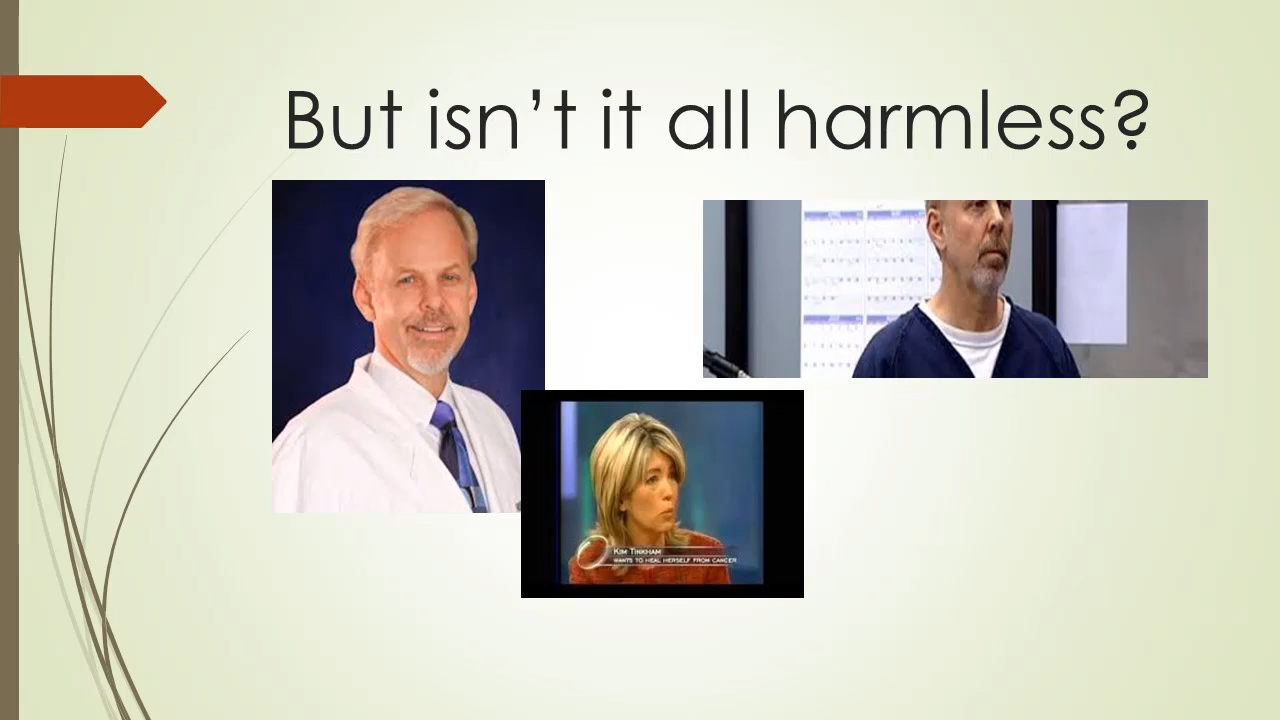 But isn’t it all harmless?
KIM TINKHAM
WANTS TO HEAL HERSELF FROM CANCER